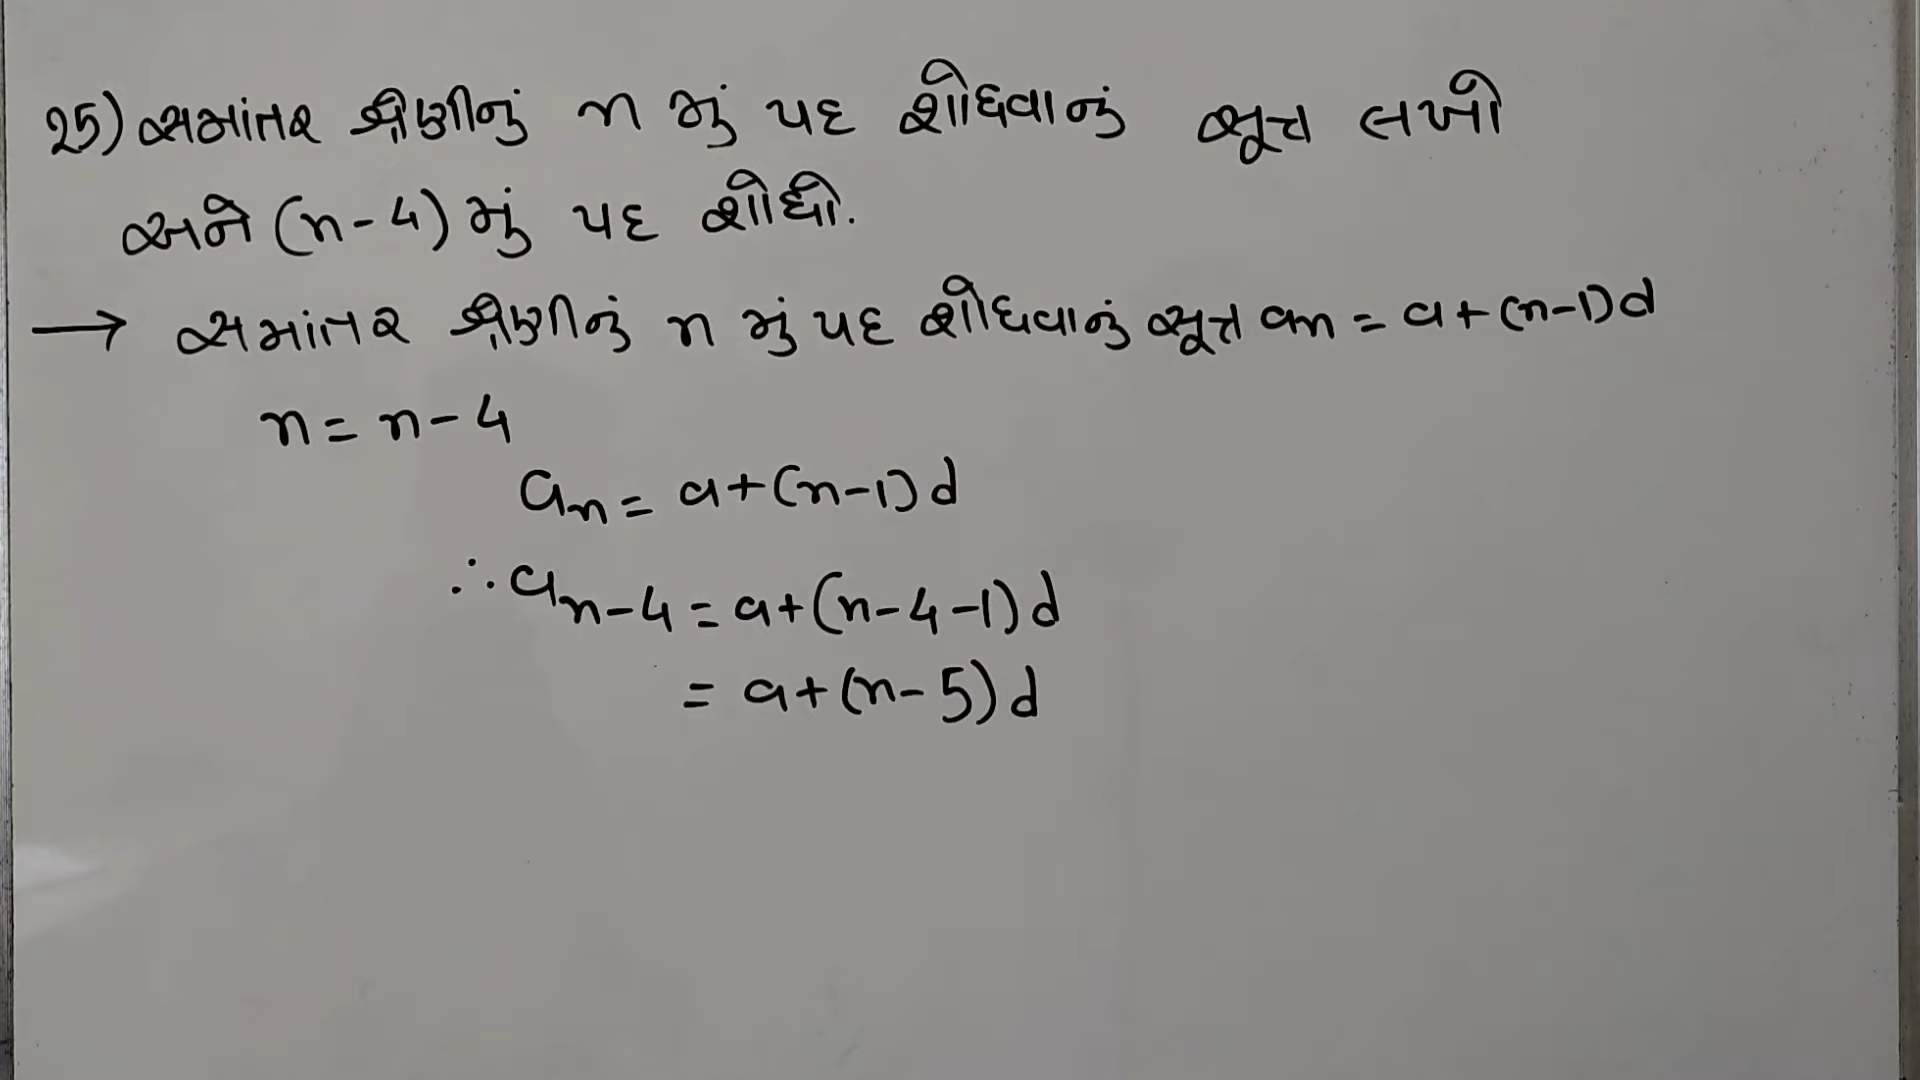 25) સમાંતર શ્રેણીનું n મું પદ શોધવાનું સૂત્ર લખો
અને (n-4) મું પદ શોધો.
→ સમાંતર શ્રેણીનું n મું પદ શોધવાનું સૂત્ર an = a+(n-1)d
n = n-4
an = a+(n-1)d
∴ an-4 = a+(n-4-1)d
= a+(n-5)d